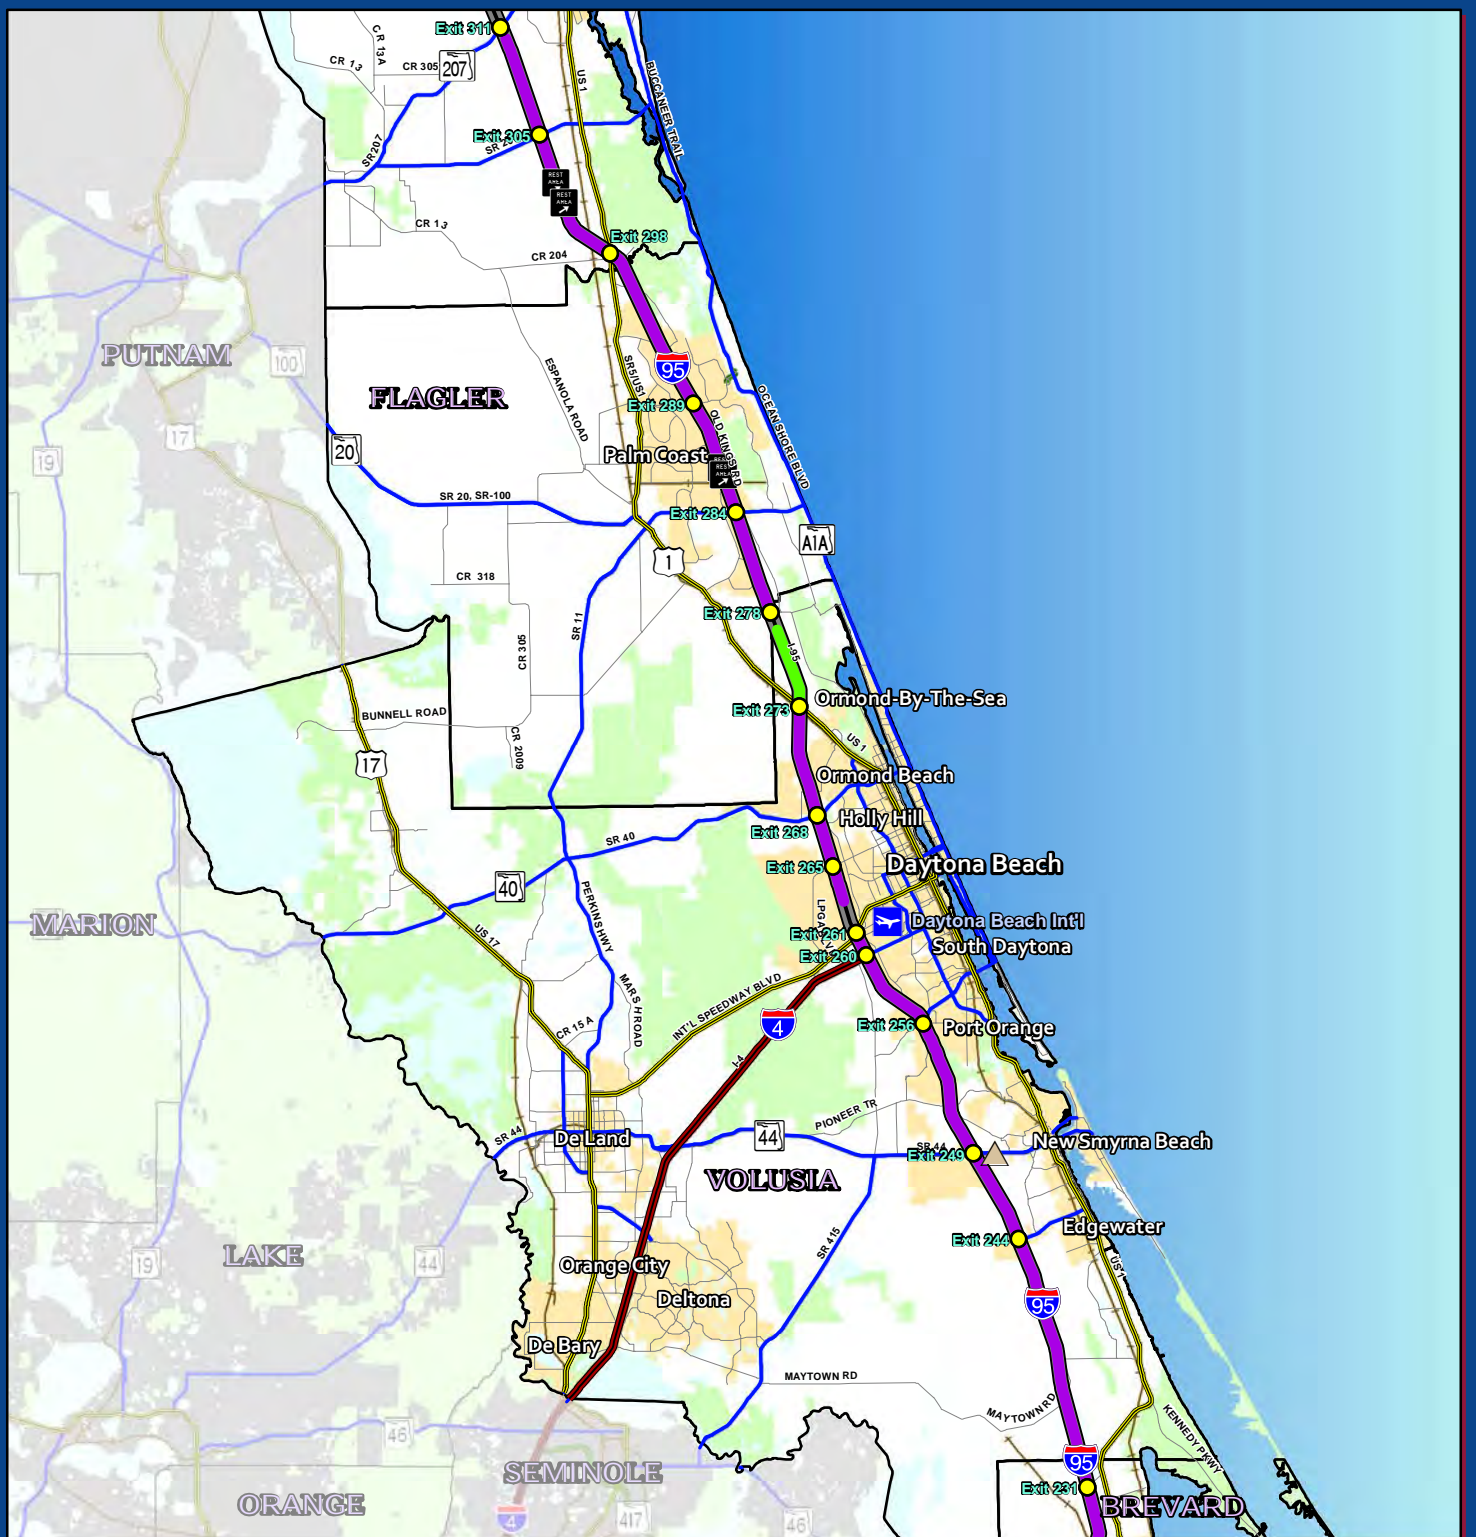 Exit 311
CR 13A
CR 13
CR 305
207
US 1
BUCCANEER TRAIL
Exit 305
SR 207
REST
AREA
REST
AREA
CR 13
CR 204
Exit 298
PUTNAM
100
FLAGLER
95
SR5/US1
ESPANOLA ROAD
Exit 289
OLD KINGS RD
OCEAN SHORE BLVD
17
19
20
Palm Coast
REST
AREA
SR 20, SR-100
Exit 284
A1A
1
CR 318
SR 11
CR 305
Exit 278
I-95
Ormond-By-The-Sea
Exit 273
BUNNELL ROAD
CR 2009
US 1
17
Ormond Beach
Holly Hill
Exit 268
SR 40
Exit 265
Daytona Beach
40
PERKINS HWY
MARION
US 17
Exit 261
Daytona Beach Int'l
South Daytona
Exit 260
MARSH ROAD
INT'L SPEEDWAY BLVD
CR 15 A
4
Exit 256
Port Orange
I-4
PIONEER TR
SR 44
De Land
44
SR 44
Exit 249
New Smyrna Beach
VOLUSIA
SR 415
Edgewater
Exit 244
US 1
LAKE
19
44
Orange City
Deltona
95
De Bary
MAYTOWN RD
MAYTOWN RD
KENNEDY PKWY
46
95
SEMINOLE
Exit 231
ORANGE
4
417
46
BREVARD